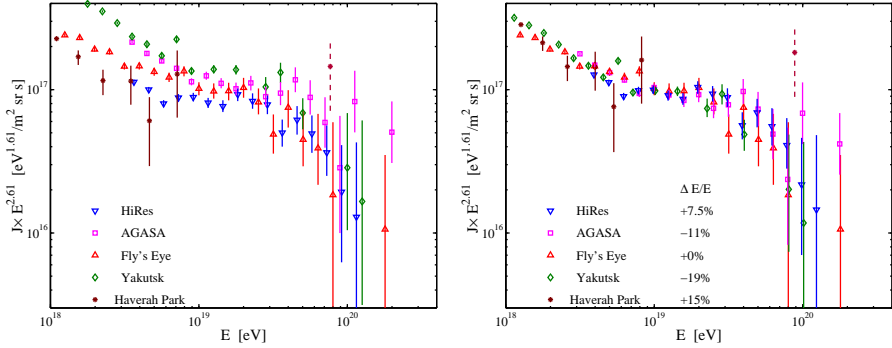 J× E^2.61 [eV^1.61/m^2 sr s]
10^17
10^16
HiRes
AGASA
Fly's Eye
Yakutsk
Haverah Park
10^18
10^19
10^20
E [eV]
J× E^2.61 [eV^1.61/m^2 sr s]
10^17
10^16
Δ E/E
HiRes +7.5%
AGASA −11%
Fly's Eye +0%
Yakutsk −19%
Haverah Park +15%
10^18
10^19
10^20
E [eV]